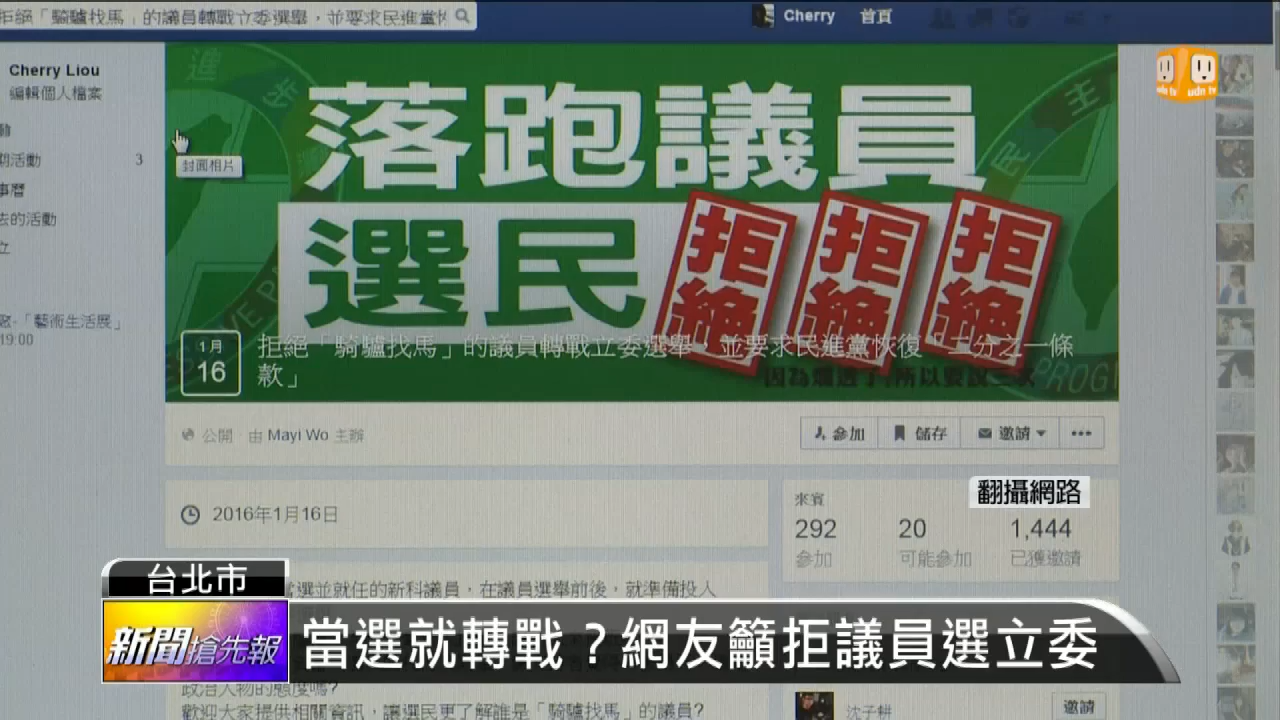 拒絕「騎驢找馬」的議員轉戰立委選舉，並要求民進黨恢
Cherry 首頁
Cherry Liou
編輯個人檔案
3
封面相片
落跑議員
選民
拒絕 拒絕 拒絕
1月
16
拒絕「騎驢找馬」的議員轉戰立委選舉，並要求民進黨恢復「二分之一條
款」
公開 · 由 Mayi Wo 主辦
參加 儲存 邀請
去的活動
「藝術生活展」
19:00
翻攝網路
2016年1月16日
來賓
292 20 1,444
參加 可能參加 已獲邀請
台北市
當選並就任的新科議員，在議員選舉前後，就準備投入
新聞搶先報
當選就轉戰？網友籲拒議員選立委
政治人物的態度嗎?
歡迎大家提供相關資訊，讓選民更了解誰是「騎驢找馬」的議員?
沈子耕
邀請
udn tv udn tv